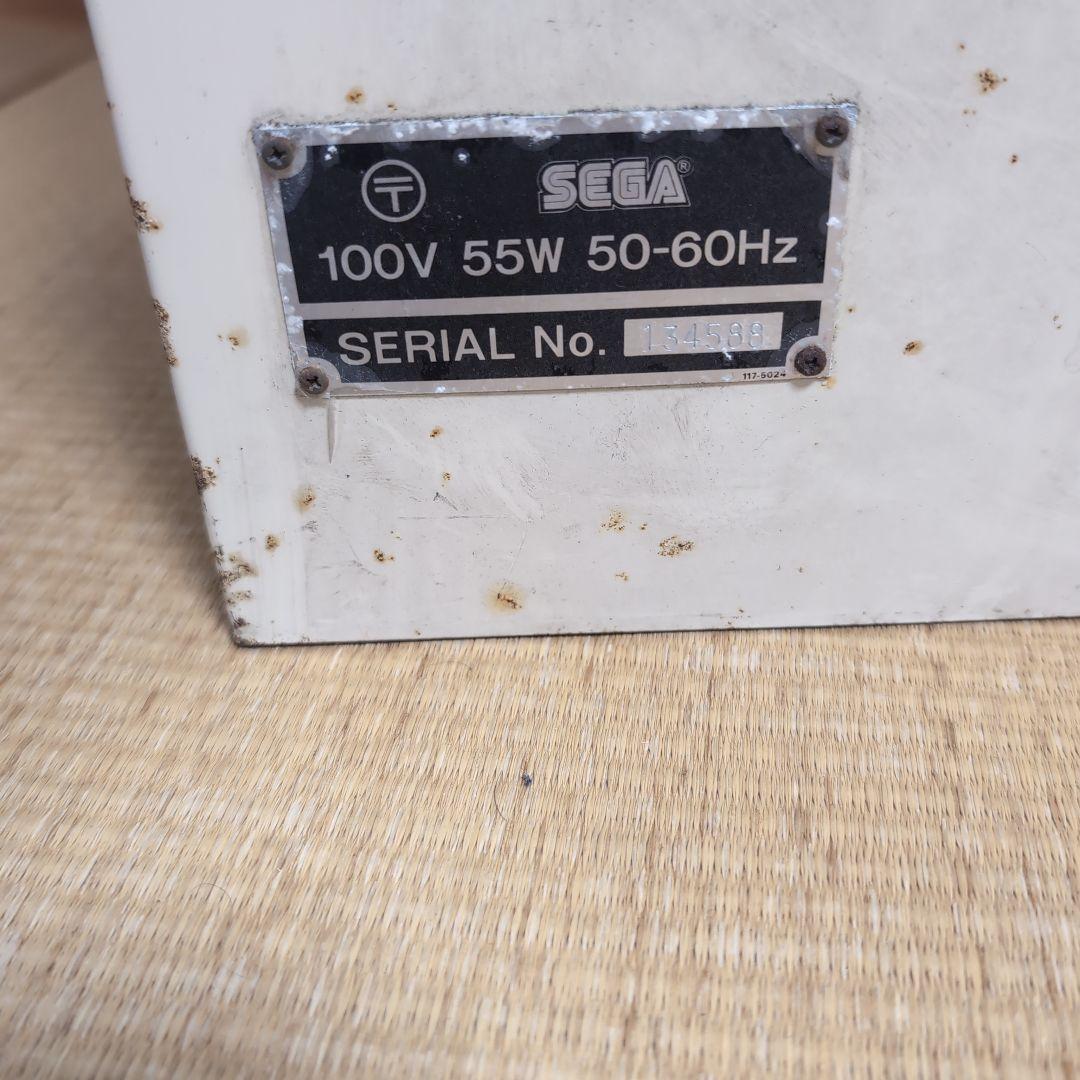 〒 SEGA®
100V 55W 50-60Hz
SERIAL No. 134588
117-5024